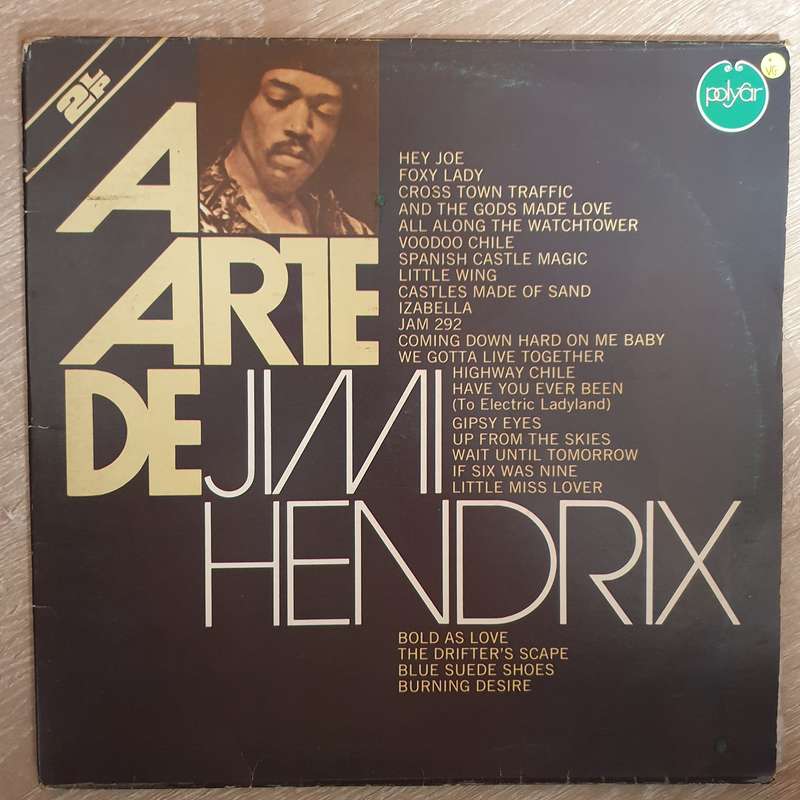 2LP
A
ARTE
DE JIMI
HENDRIX
polyar
VG
HEY JOE
FOXY LADY
CROSS TOWN TRAFFIC
AND THE GODS MADE LOVE
ALL ALONG THE WATCHTOWER
VOODOO CHILE
SPANISH CASTLE MAGIC
LITTLE WING
CASTLES MADE OF SAND
IZABELLA
JAM 292
COMING DOWN HARD ON ME BABY
WE GOTTA LIVE TOGETHER
HIGHWAY CHILE
HAVE YOU EVER BEEN
(To Electric Ladyland)
GIPSY EYES
UP FROM THE SKIES
WAIT UNTIL TOMORROW
IF SIX WAS NINE
LITTLE MISS LOVER
BOLD AS LOVE
THE DRIFTER'S SCAPE
BLUE SUEDE SHOES
BURNING DESIRE